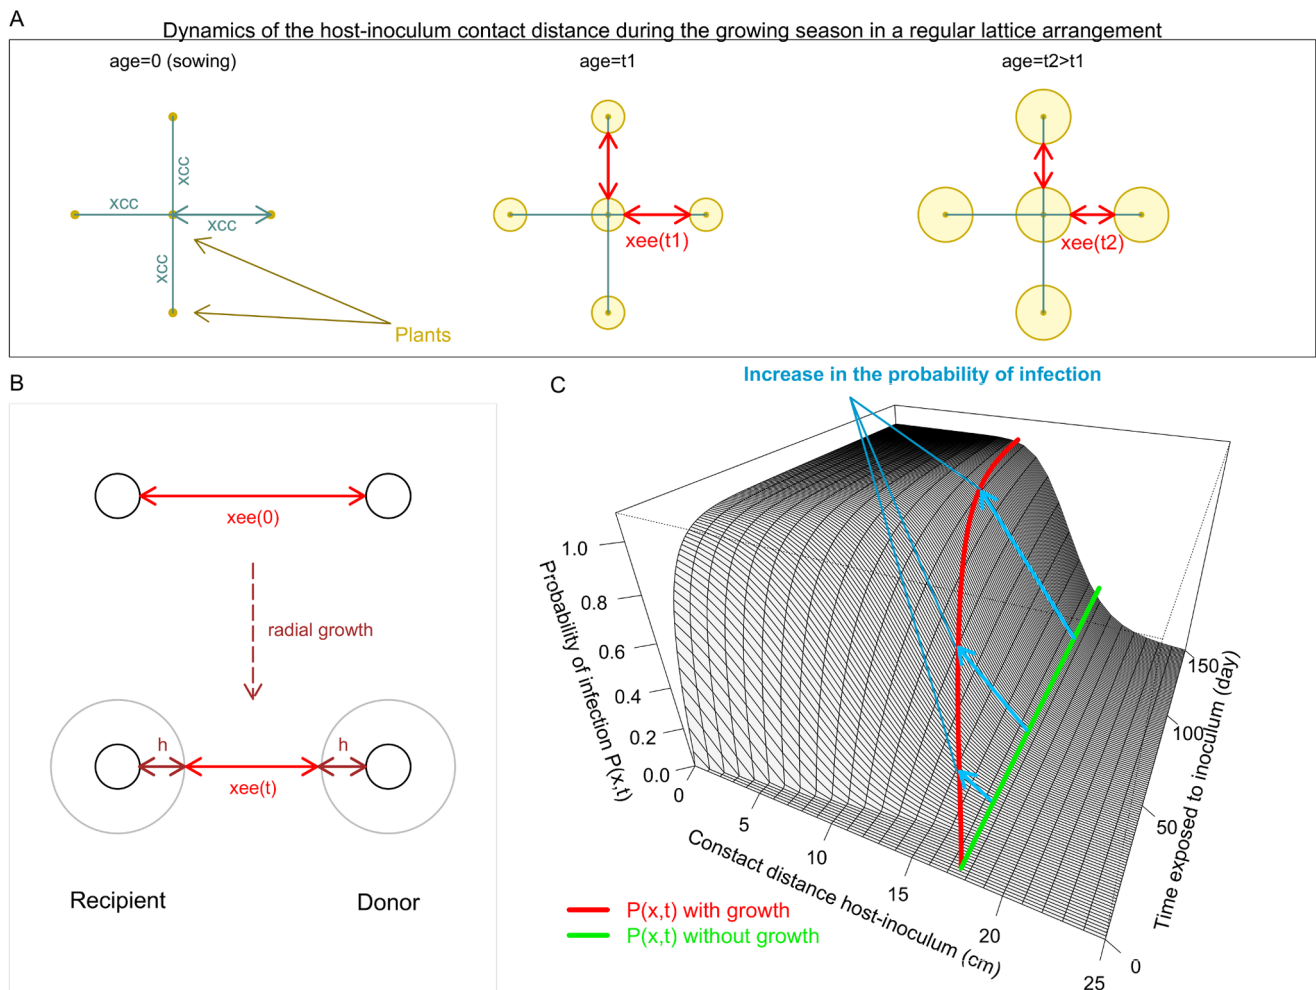 A
Dynamics of the host-inoculum contact distance during the growing season in a regular lattice arrangement
age=0 (sowing)
age=t1
age=t2>t1
xcc
xcc
xcc
xcc
Plants
xee(t1)
xee(t2)
B
xee(0)
radial growth
h
h
xee(t)
Recipient
Donor
C
Increase in the probability of infection
Probability of infection P(x,t)
1.0
0.8
0.6
0.4
0.2
0.0
0
5
10
15
20
25
Constact distance host-inoculum (cm)
0
50
100
150
Time exposed to inoculum (day)
P(x,t) with growth
P(x,t) without growth